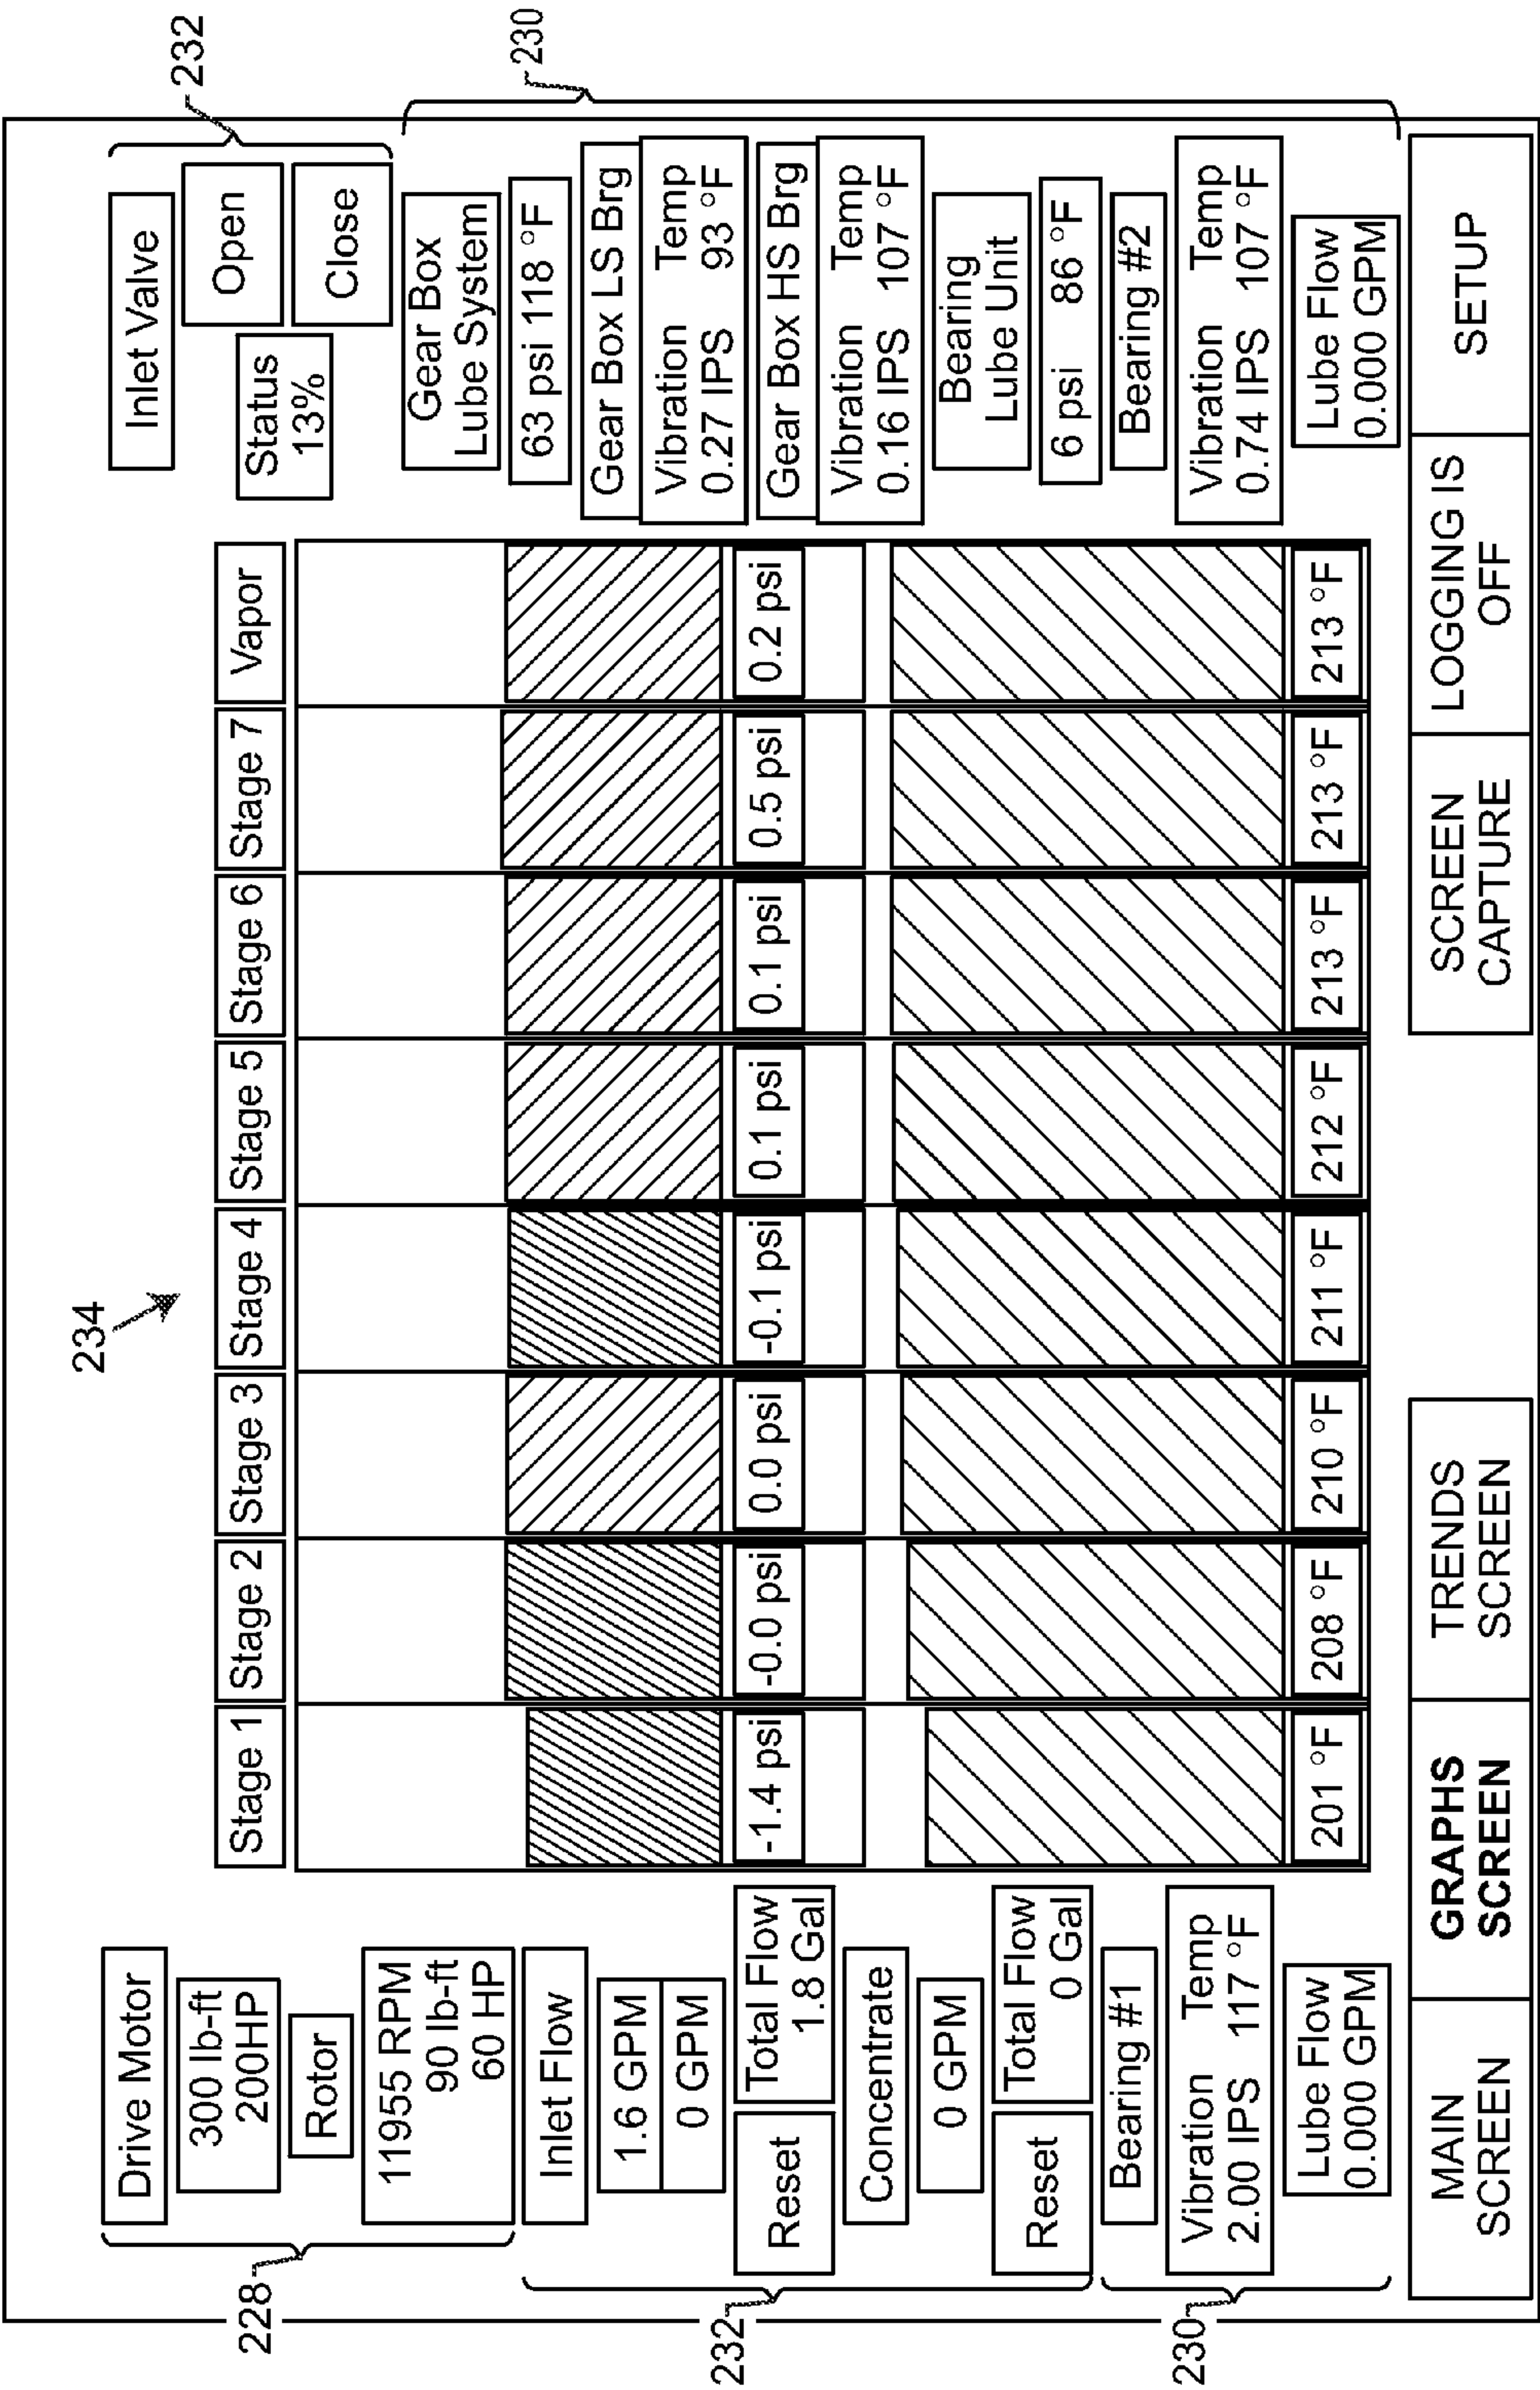 234
Drive Motor
300 lb-ft
200HP
Rotor
11955 RPM
90 lb-ft
60 HP
228
Inlet Flow
1.6 GPM
0 GPM
Reset
Total Flow
1.8 Gal
Concentrate
0 GPM
Reset
Total Flow
0 Gal
232
Bearing #1
Vibration Temp
2.00 IPS 117 °F
Lube Flow
0.000 GPM
230
Stage 1 Stage 2 Stage 3 Stage 4 Stage 5 Stage 6 Stage 7 Vapor
-1.4 psi -0.0 psi 0.0 psi -0.1 psi 0.1 psi 0.1 psi 0.5 psi 0.2 psi
201 °F 208 °F 210 °F 211 °F 212 °F 213 °F 213 °F 213 °F
Inlet Valve
Status
13%
Open
Close
232
Gear Box
Lube System
63 psi 118 °F
Gear Box LS Brg
Vibration Temp
0.27 IPS 93 °F
Gear Box HS Brg
Vibration Temp
0.16 IPS 107 °F
Bearing
Lube Unit
6 psi 86 °F
Bearing #2
Vibration Temp
0.74 IPS 107 °F
Lube Flow
0.000 GPM
230
MAIN
SCREEN
GRAPHS
SCREEN
TRENDS
SCREEN
SCREEN
CAPTURE
LOGGING IS
OFF
SETUP